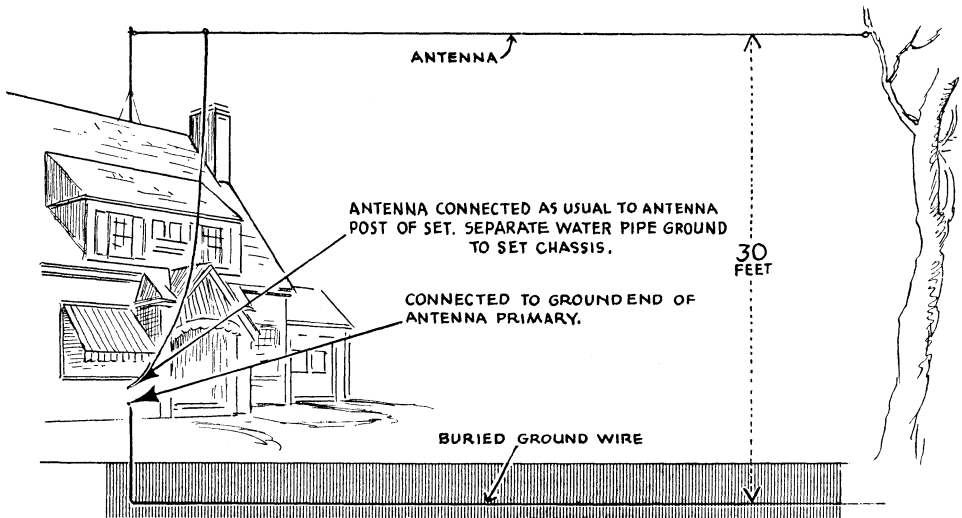 ANTENNA
ANTENNA CONNECTED AS USUAL TO ANTENNA
POST OF SET. SEPARATE WATER PIPE GROUND
TO SET CHASSIS.
30
FEET
CONNECTED TO GROUND END OF
ANTENNA PRIMARY.
BURIED GROUND WIRE